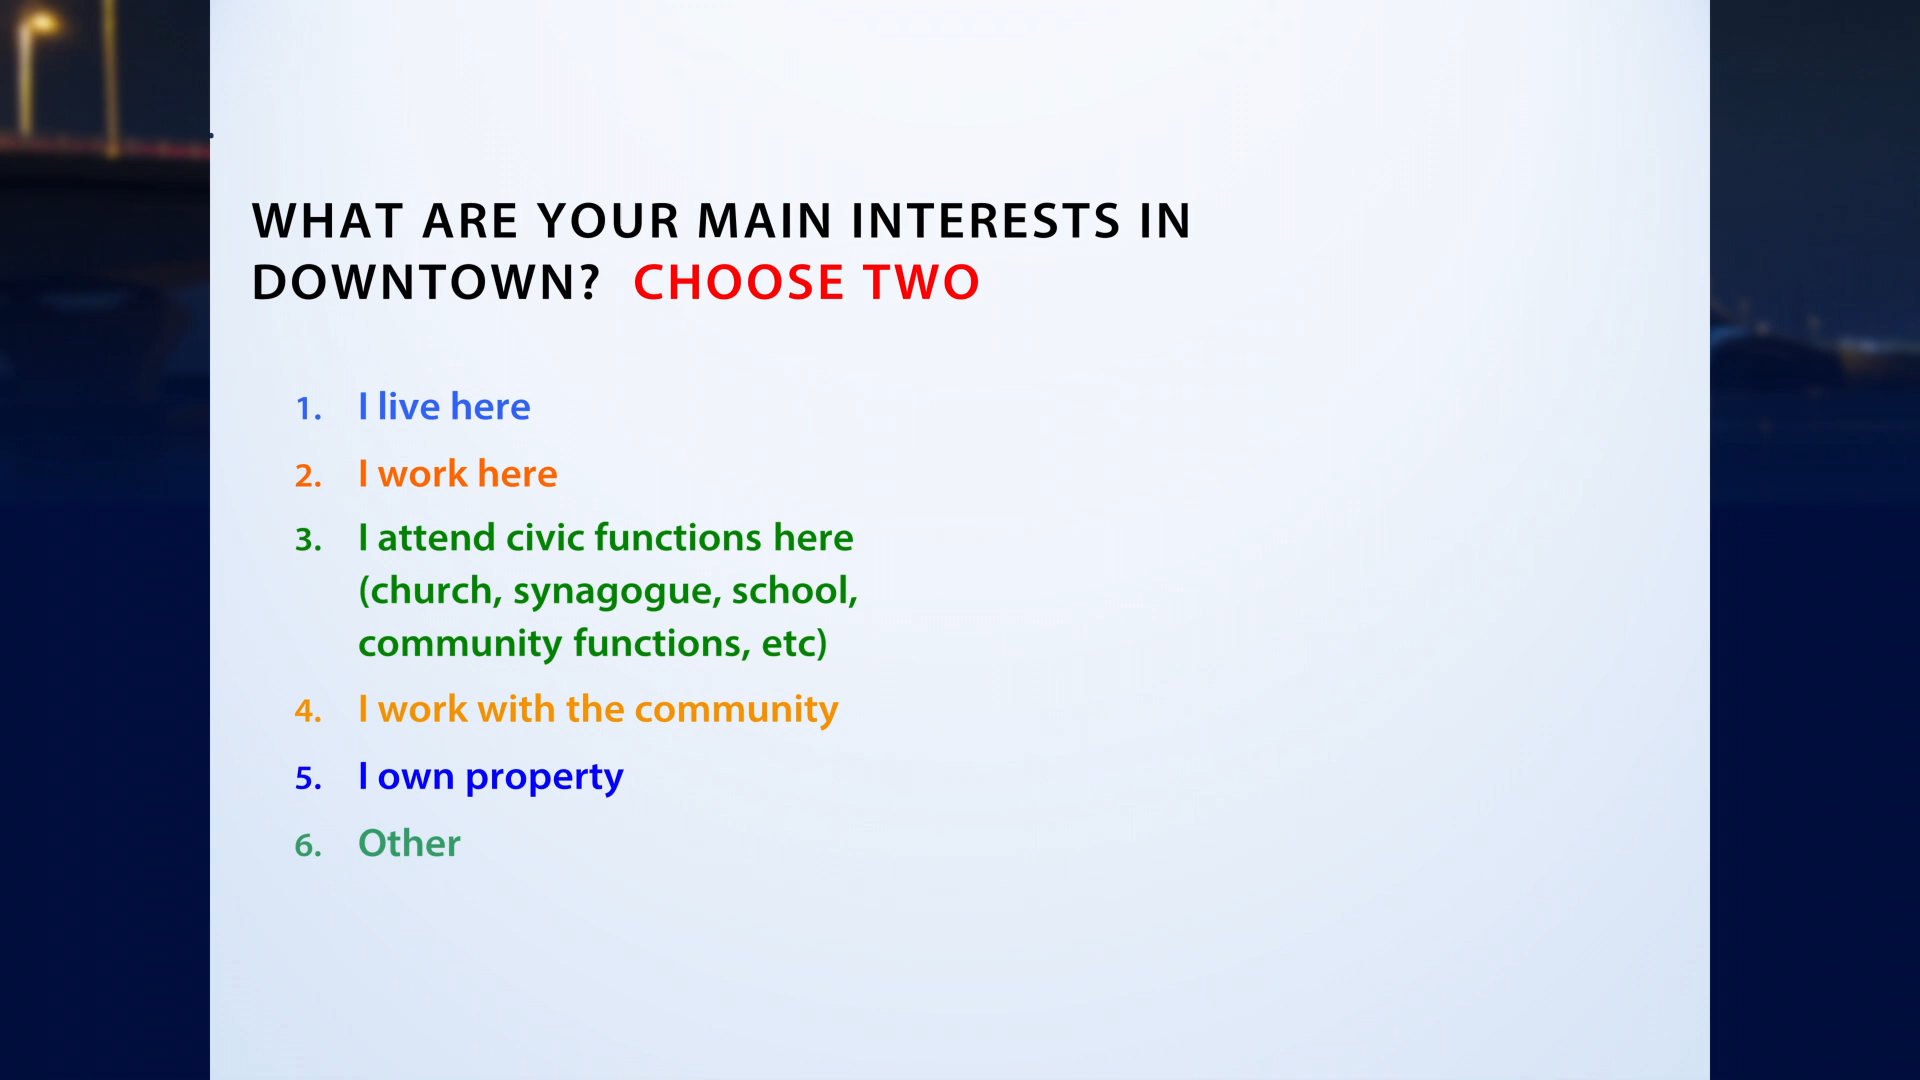 WHAT ARE YOUR MAIN INTERESTS IN
DOWNTOWN? CHOOSE TWO
1. I live here
2. I work here
3. I attend civic functions here
(church, synagogue, school,
community functions, etc)
4. I work with the community
5. I own property
6. Other